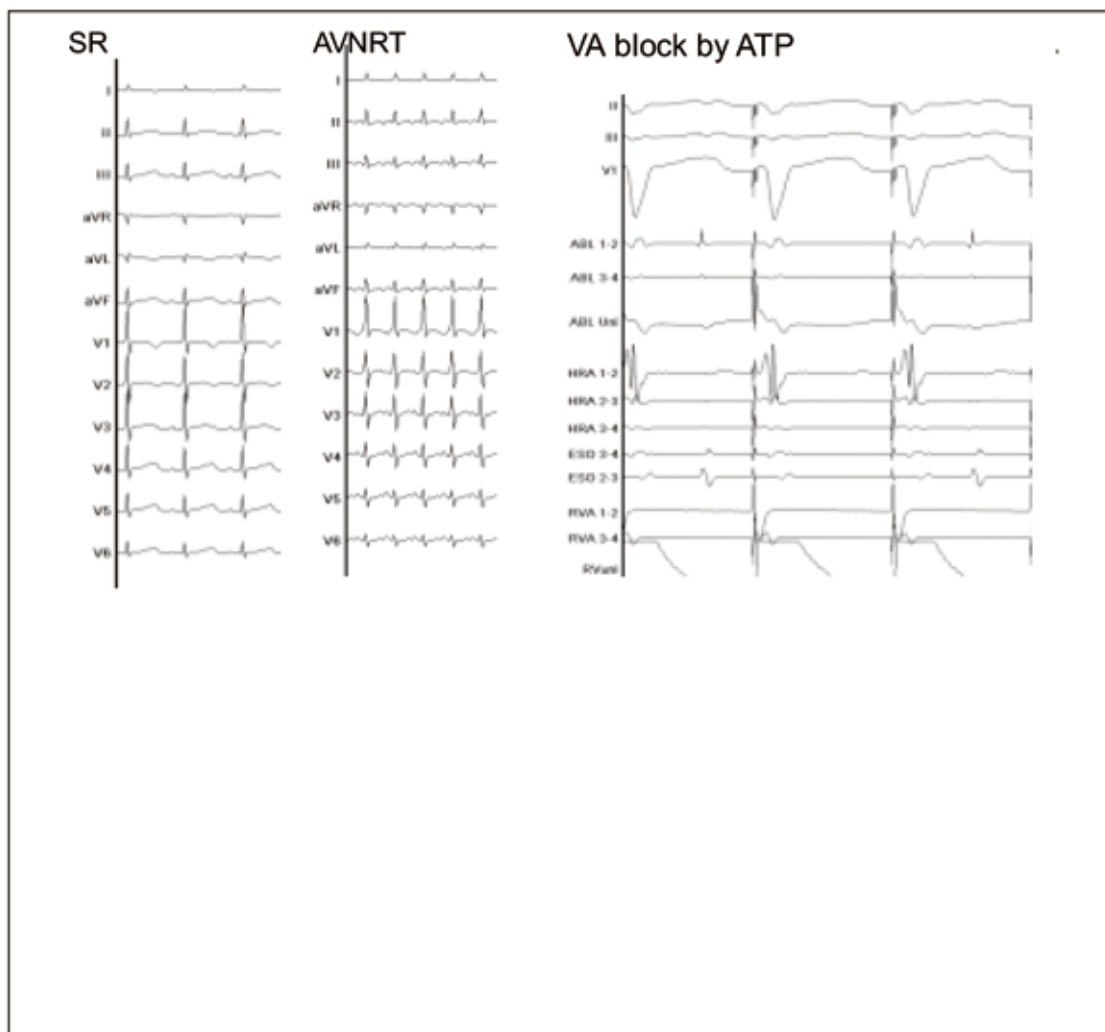 SR
I
II
III
aVR
aVL
aVF
V1
V2
V3
V4
V5
V6
AVNRT
I
II
III
aVR
aVL
aVF
V1
V2
V3
V4
V5
V6
VA block by ATP
II
III
V1
ABL 1-2
ABL 3-4
ABL Uni
HRA 1-2
HRA 2-3
HRA 3-4
ESO 3-4
ESO 2-3
RVA 1-2
RVA 3-4
RVuni